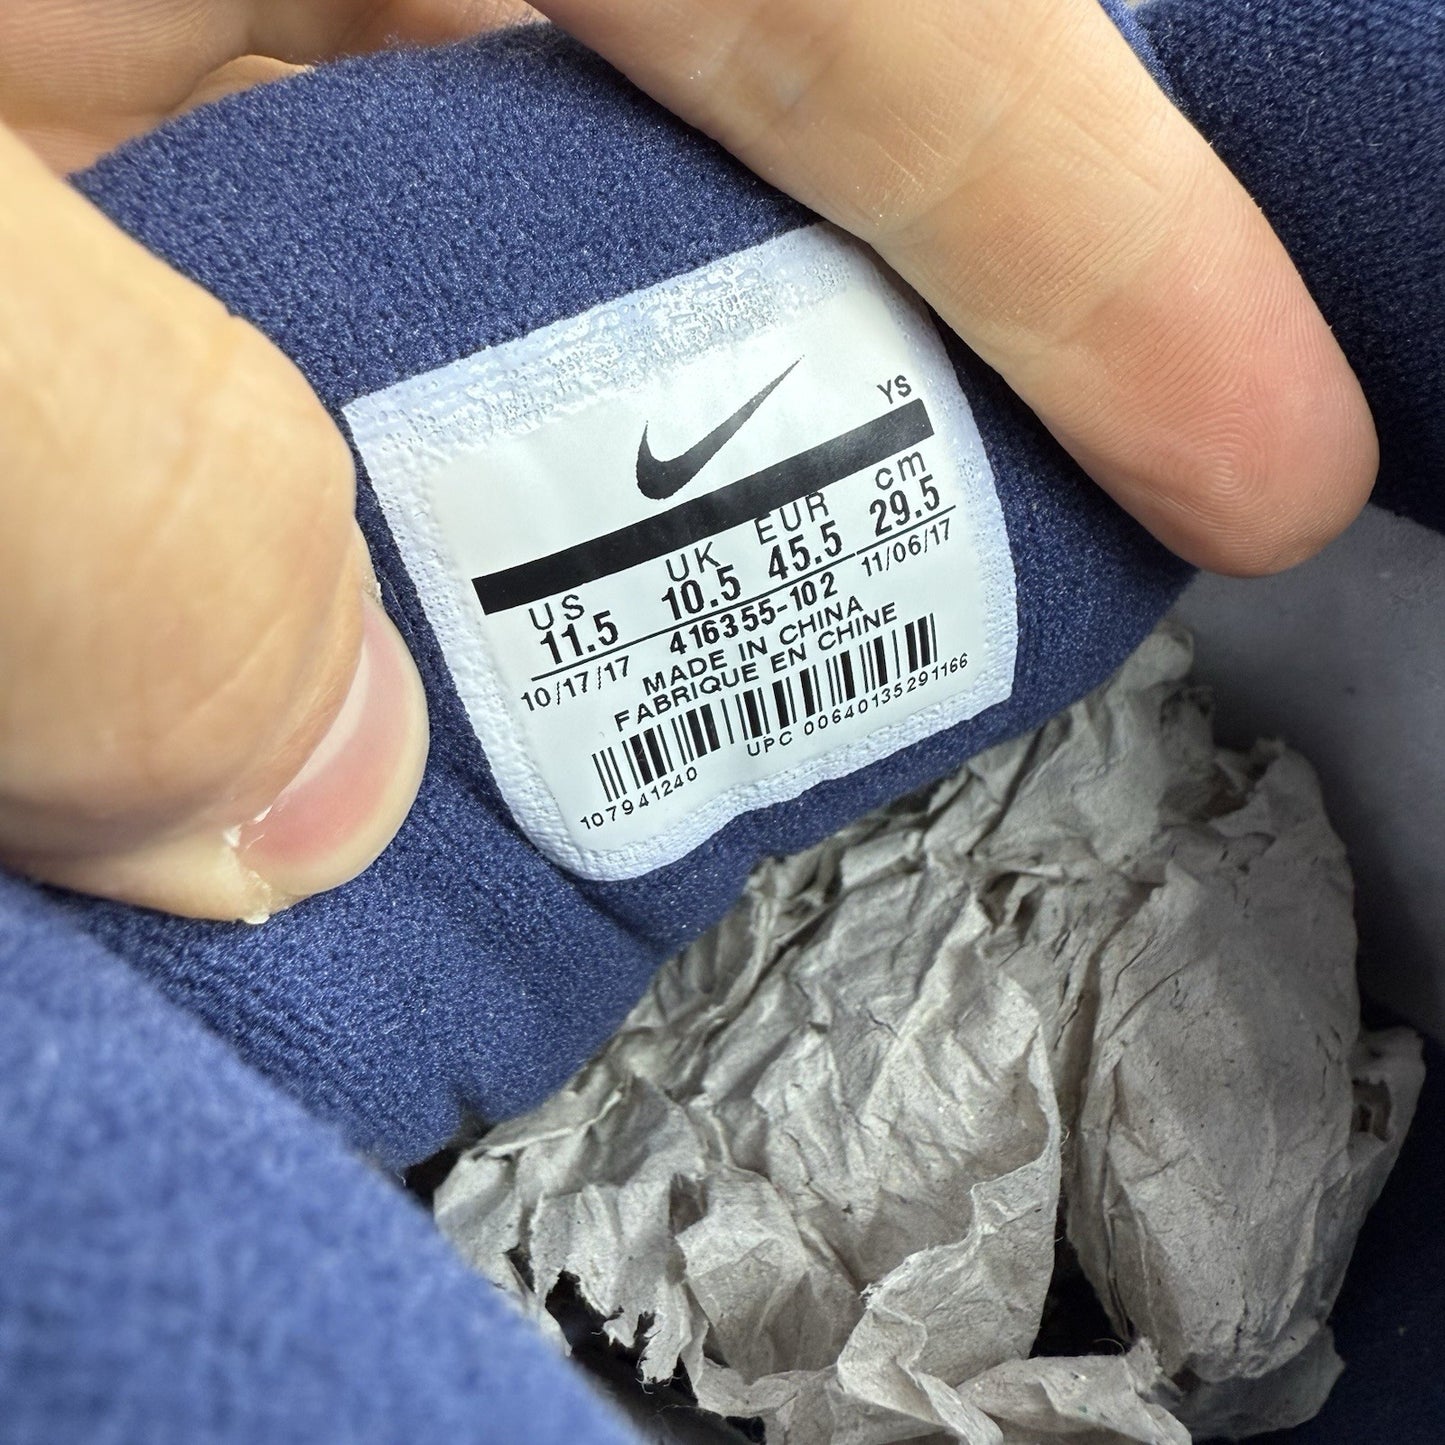 YS
US UK EUR cm
11.5 10.5 45.5 29.5
10/17/17 416355-102 11/06/17
MADE IN CHINA
FABRIQUE EN CHINE
107941240 UPC 00640135291166